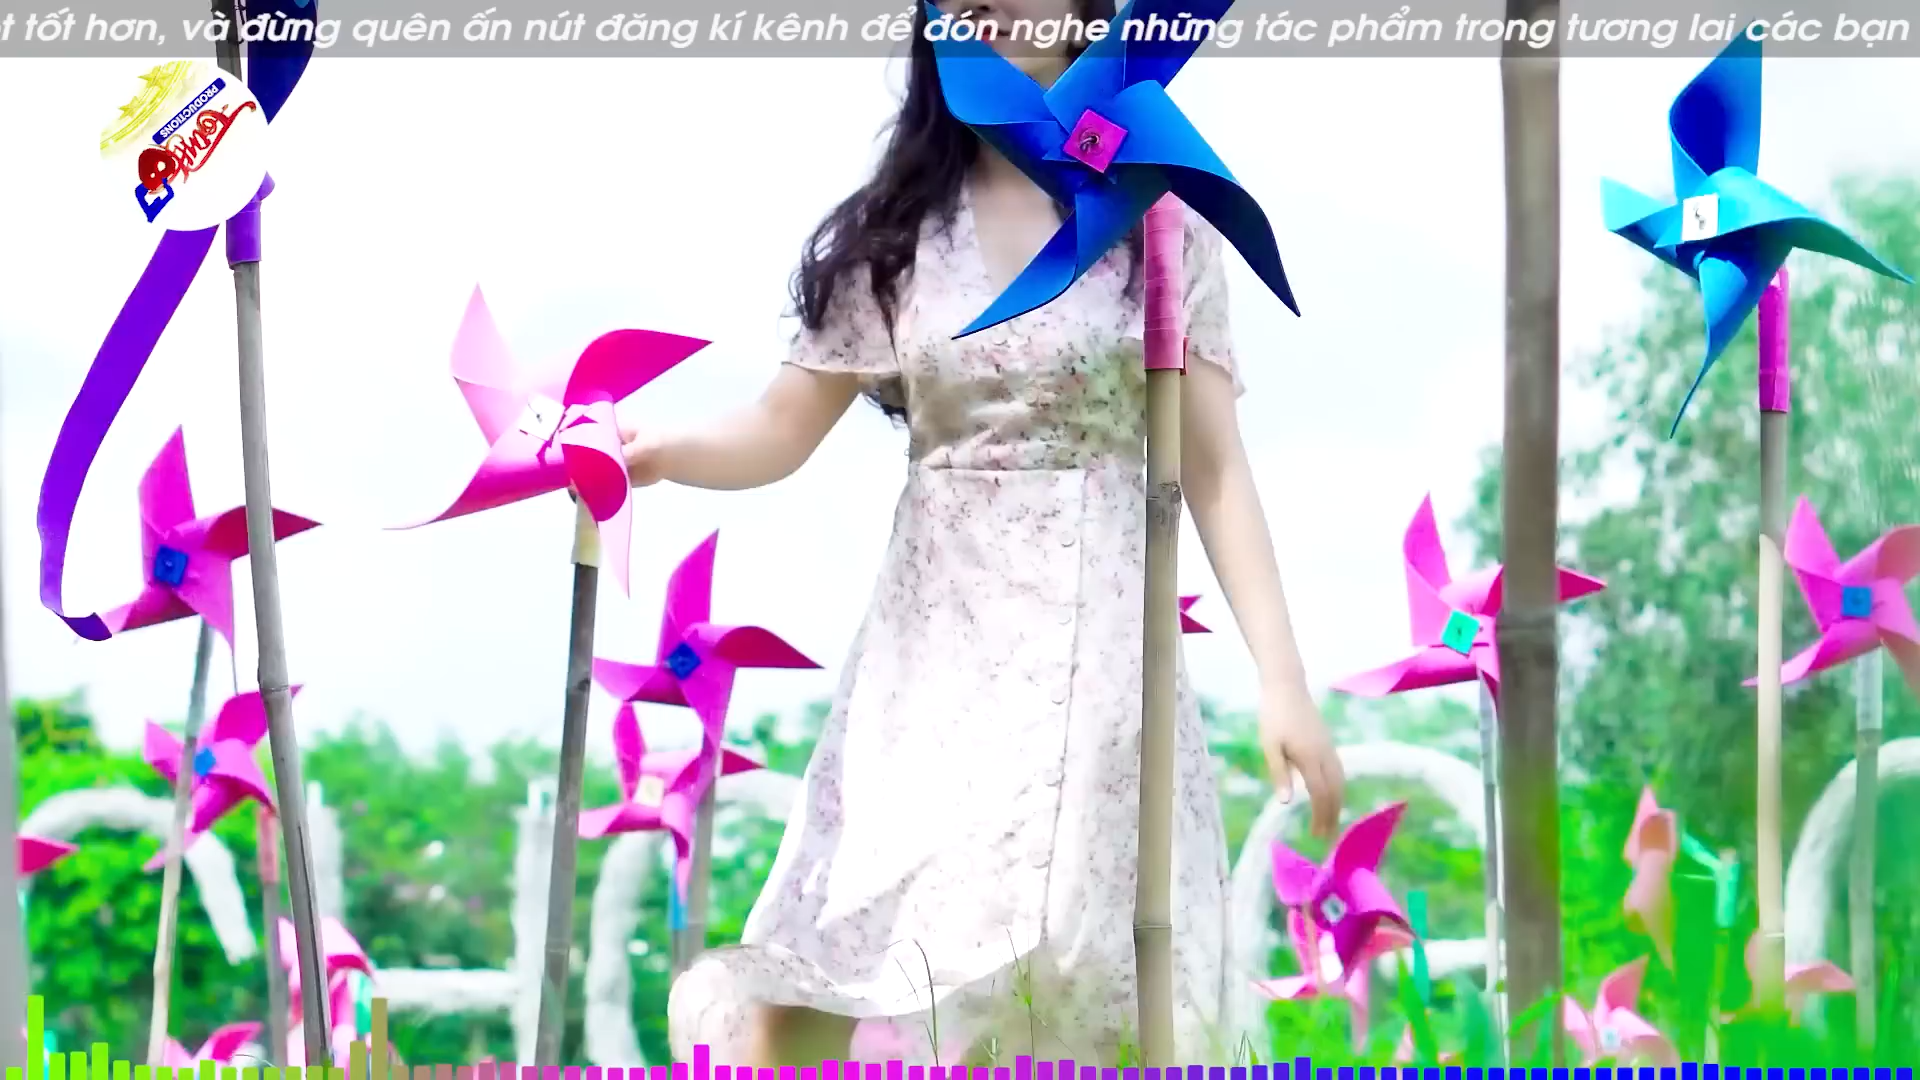 t tốt hơn, và đừng quên ấn nút đăng kí kênh để đón nghe những tác phẩm trong tương lai các bạn
PRODUCTIONS